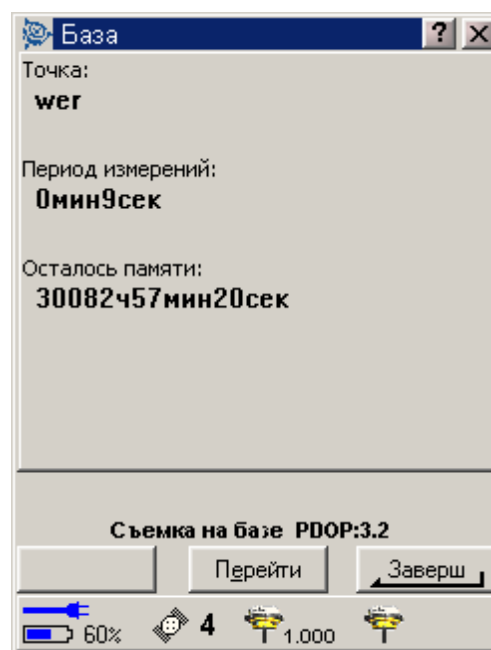 База
Точка:
wer
Период измерений:
0мин9сек
Осталось памяти:
30082ч57мин20сек
Съемка на базе PDOP:3.2
Перейти
Заверш
60%
4
1.000